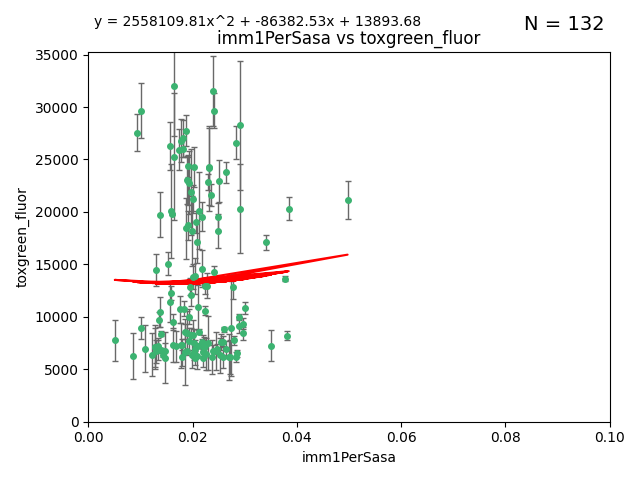 y = 2558109.81x^2 + -86382.53x + 13893.68
N = 132
imm1PerSasa vs toxgreen_fluor
35000
30000
25000
20000
15000
10000
5000
0
toxgreen_fluor
0.00 0.02 0.04 0.06 0.08 0.10
imm1PerSasa